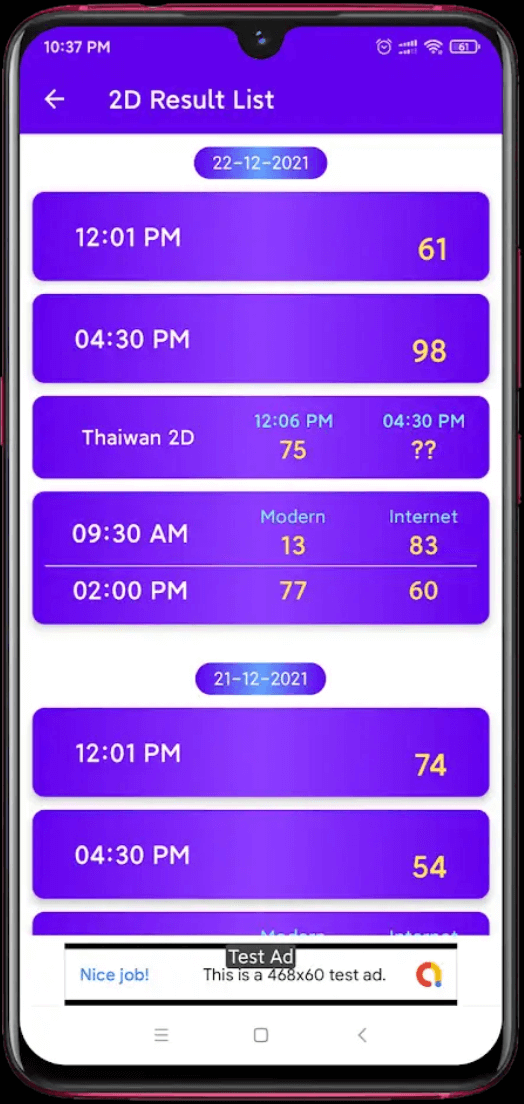 10:37 PM 61
2D Result List
22-12-2021
12:01 PM 61
04:30 PM 98
12:06 PM 04:30 PM
Thaiwan 2D 75 ??
Modern Internet
09:30 AM 13 83
02:00 PM 77 60
21-12-2021
12:01 PM 74
04:30 PM 54
Modern Internet
Test Ad
Nice job! This is a 468x60 test ad.